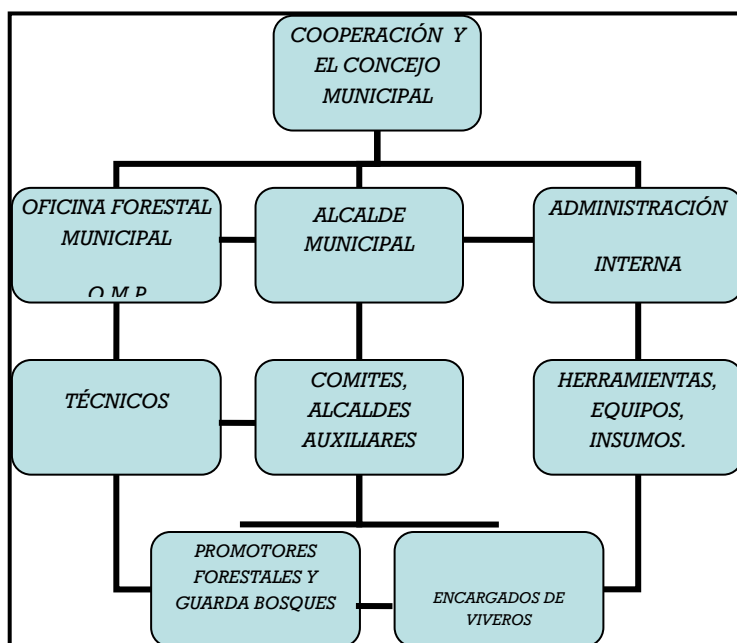 COOPERACIÓN Y
EL CONCEJO
MUNICIPAL
OFICINA FORESTAL
MUNICIPAL
O.M.P.
ALCALDE
MUNICIPAL
ADMINISTRACIÓN
INTERNA
TÉCNICOS
COMITES,
ALCALDES
AUXILIARES
HERRAMIENTAS,
EQUIPOS,
INSUMOS.
PROMOTORES
FORESTALES Y
GUARDA BOSQUES
ENCARGADOS DE
VIVEROS